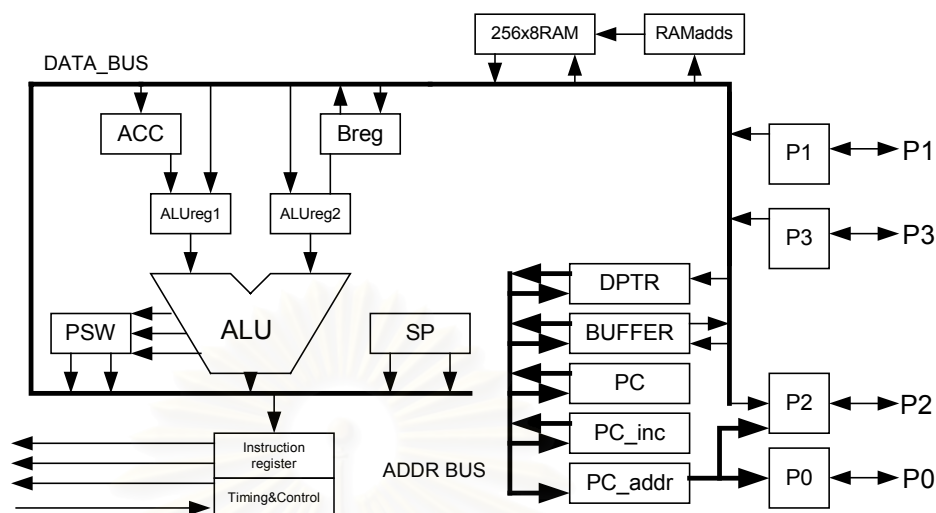 256x8RAM RAMadds
DATA_BUS
ACC Breg
P1 P1
ALUreg1 ALUreg2
P3 P3
DPTR
ALU
PSW SP BUFFER
PC
P2 P2
PC_inc
Instruction
register
ADDR BUS
PC_addr P0 P0
Timing&Control